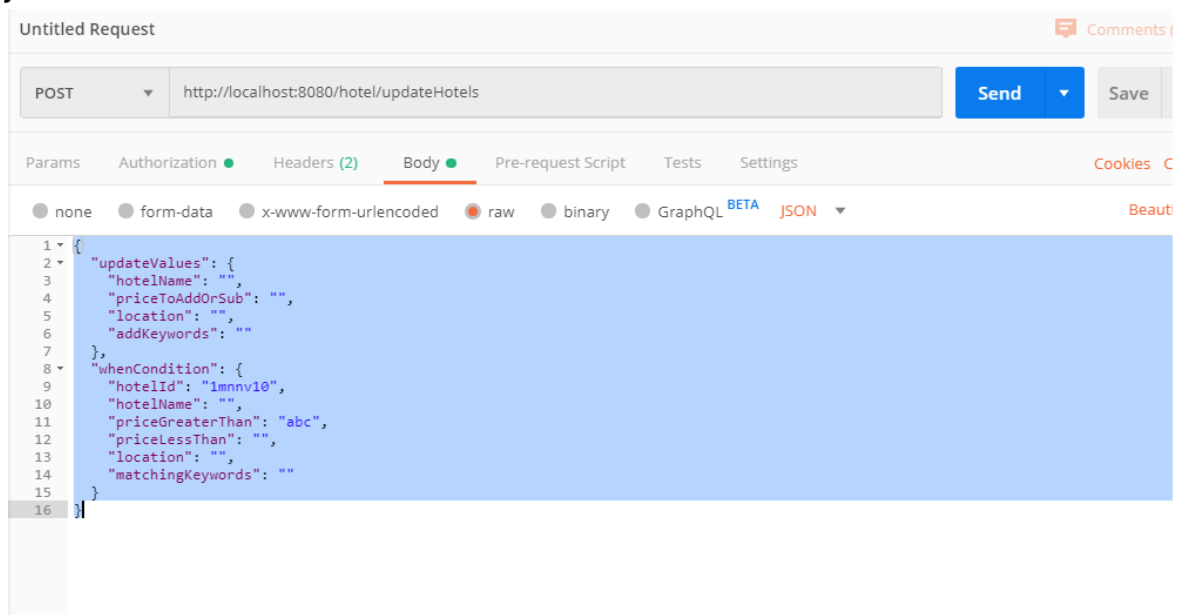 Untitled Request
Comments (
POST
http://localhost:8080/hotel/updateHotels
Send
Save
Params Authorization Headers (2) Body Pre-request Script Tests Settings Cookies C
none form-data x-www-form-urlencoded raw binary GraphQL BETA JSON Beauti
1 {
2 "updateValues": {
3 "hotelName": "",
4 "priceToAddOrSub": "",
5 "location": "",
6 "addKeywords": ""
7 },
8 "whenCondition": {
9 "hotelId": "1mnnv10",
10 "hotelName": "",
11 "priceGreaterThan": "abc",
12 "priceLessThan": "",
13 "location": "",
14 "matchingKeywords": ""
15 }
16 }